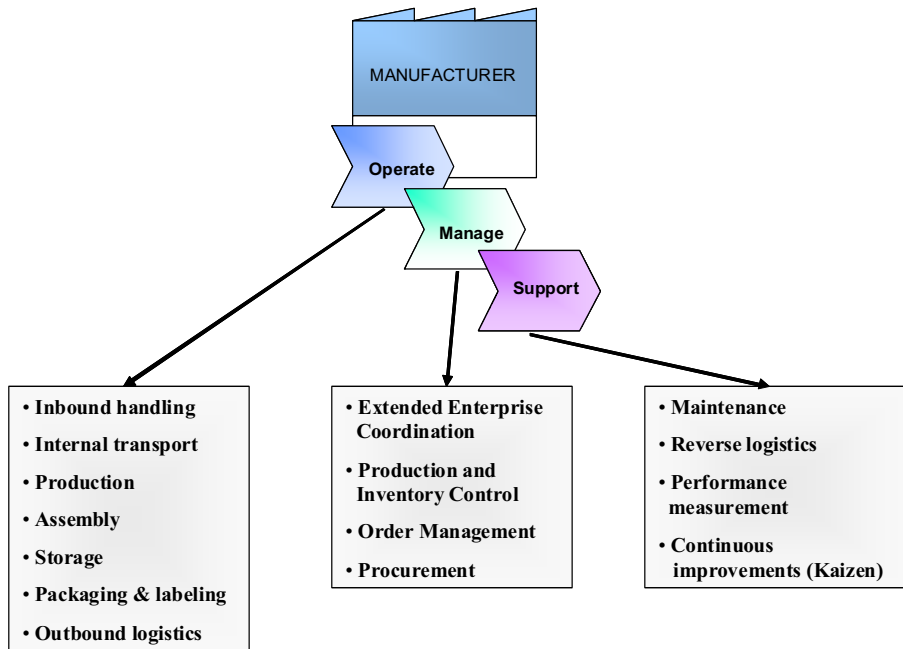 MANUFACTURER
Operate
Manage
Support
• Inbound handling
• Internal transport
• Production
• Assembly
• Storage
• Packaging & labeling
• Outbound logistics
• Extended Enterprise
Coordination
• Production and
Inventory Control
• Order Management
• Procurement
• Maintenance
• Reverse logistics
• Performance
measurement
• Continuous
improvements (Kaizen)